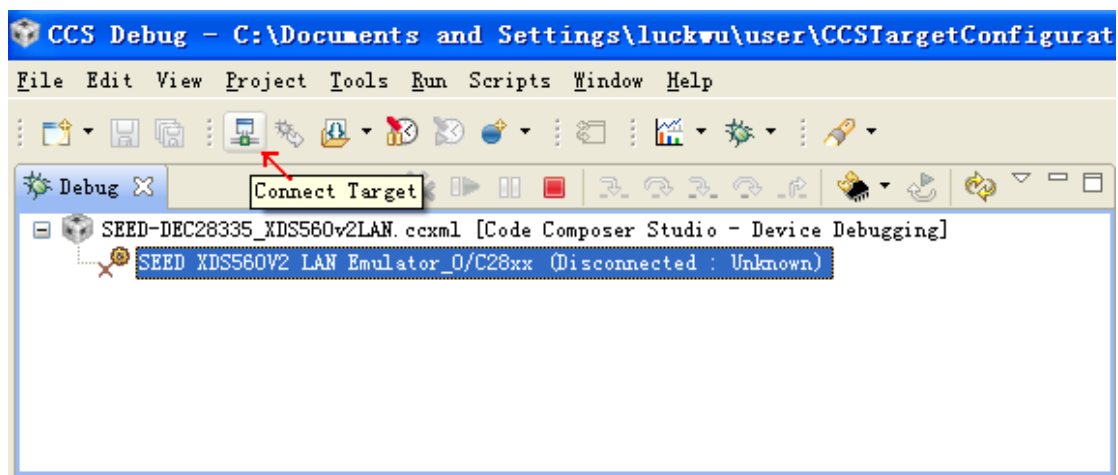 CCS Debug - C:\Documents and Settings\luckwu\user\CCSTargetConfigurat
File Edit View Project Tools Run Scripts Window Help
Debug
Connect Target
SEED-DEC28335_XDS560v2LAN.ccxml [Code Composer Studio - Device Debugging]
SEED XDS560V2 LAN Emulator_0/C28xx (Disconnected : Unknown)